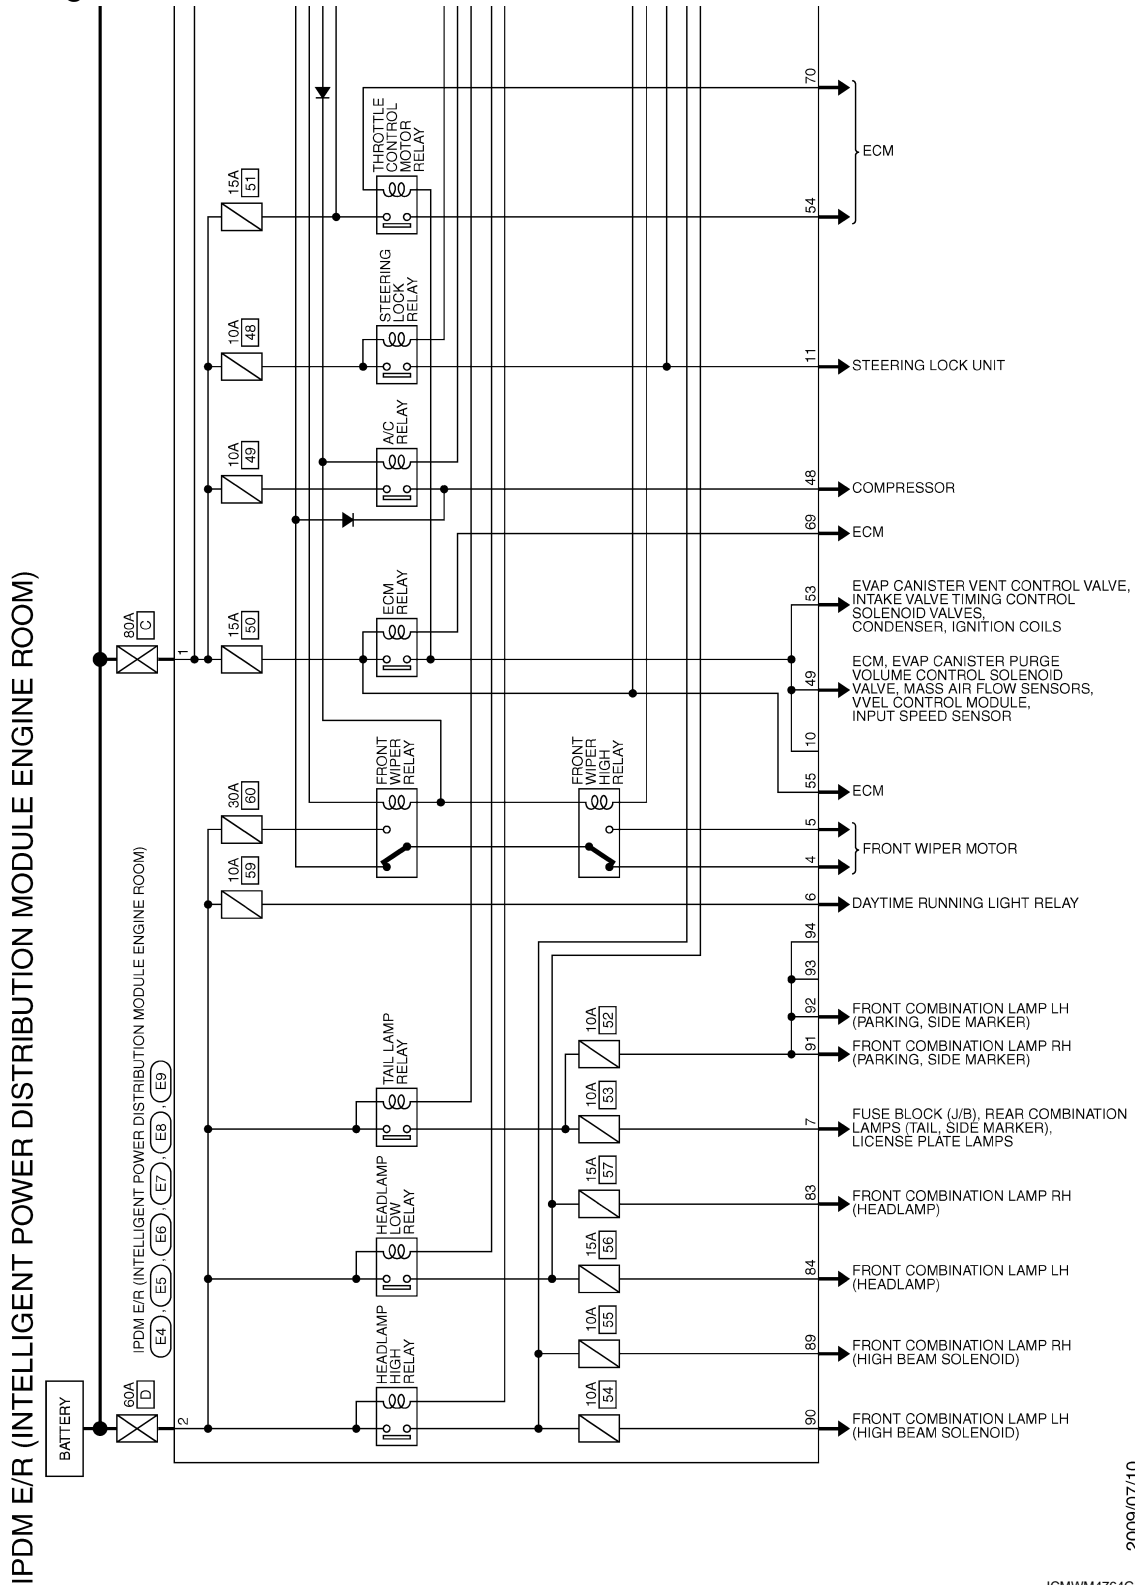 IPDM E/R (INTELLIGENT POWER DISTRIBUTION MODULE ENGINE ROOM)
BATTERY
60A
D
80A
C
IPDM E/R (INTELLIGENT POWER DISTRIBUTION MODULE ENGINE ROOM)
E4 , E5 , E6 , E7 , E8 , E9
2
1
15A
51
THROTTLE
CONTROL
MOTOR
RELAY
70
54
ECM
10A
48
STEERING
LOCK
RELAY
11
STEERING LOCK UNIT
10A
49
A/C
RELAY
48
COMPRESSOR
69
ECM
15A
50
ECM
RELAY
53
EVAP CANISTER VENT CONTROL VALVE,
INTAKE VALVE TIMING CONTROL
SOLENOID VALVES,
CONDENSER, IGNITION COILS
49
ECM, EVAP CANISTER PURGE
VOLUME CONTROL SOLENOID
VALVE, MASS AIR FLOW SENSORS,
VVEL CONTROL MODULE,
INPUT SPEED SENSOR
10
55
ECM
30A
60
FRONT
WIPER
RELAY
FRONT
WIPER
HIGH
RELAY
5
4
FRONT WIPER MOTOR
10A
59
6
DAYTIME RUNNING LIGHT RELAY
94
93
92
FRONT COMBINATION LAMP LH
(PARKING, SIDE MARKER)
10A
52
91
FRONT COMBINATION LAMP RH
(PARKING, SIDE MARKER)
TAIL LAMP
RELAY
10A
53
7
FUSE BLOCK (J/B), REAR COMBINATION
LAMPS (TAIL, SIDE MARKER),
LICENSE PLATE LAMPS
15A
57
83
FRONT COMBINATION LAMP RH
(HEADLAMP)
HEADLAMP
LOW
RELAY
15A
56
84
FRONT COMBINATION LAMP LH
(HEADLAMP)
10A
55
89
FRONT COMBINATION LAMP RH
(HIGH BEAM SOLENOID)
HEADLAMP
HIGH
RELAY
10A
54
90
FRONT COMBINATION LAMP LH
(HIGH BEAM SOLENOID)
2009/07/10